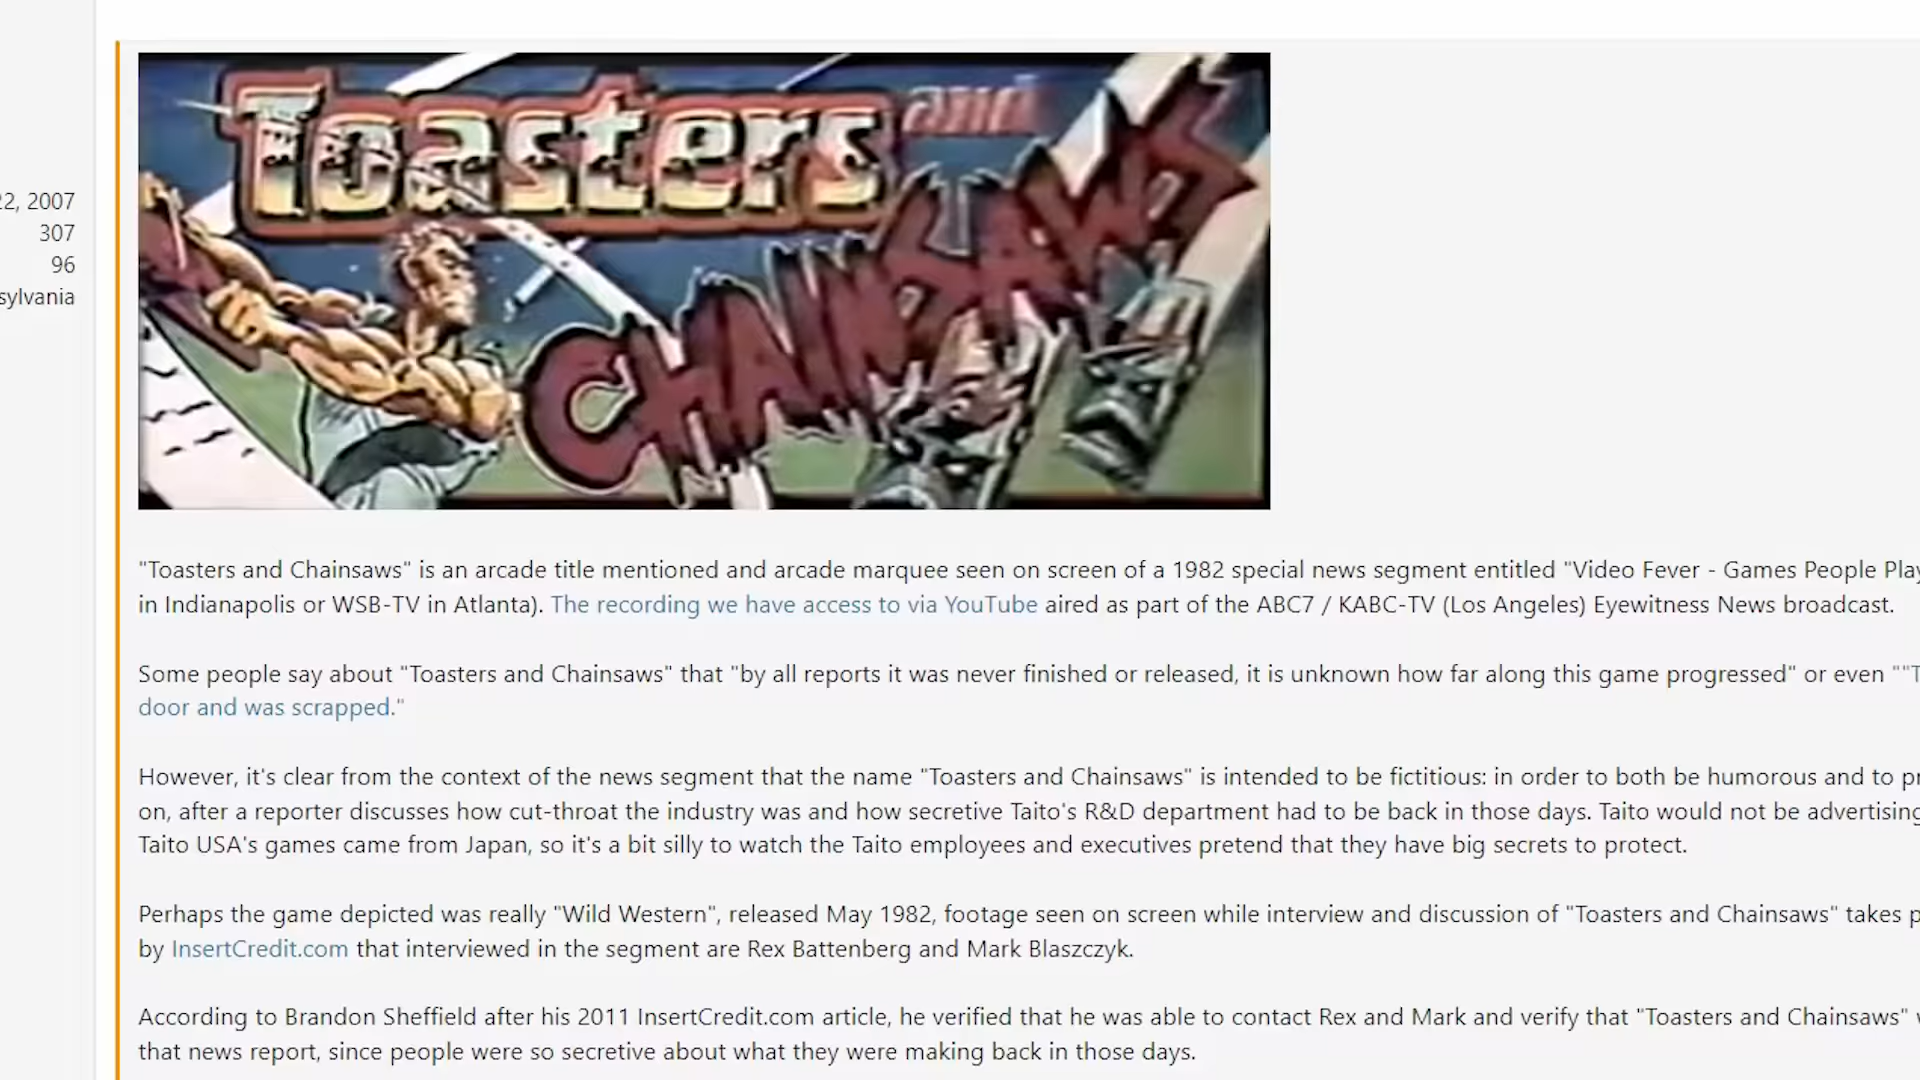 Toasters and
CHAINSAWS
22, 2007
307
96
sylvania
"Toasters and Chainsaws" is an arcade title mentioned and arcade marquee seen on screen of a 1982 special news segment entitled "Video Fever - Games People Play
in Indianapolis or WSB-TV in Atlanta). The recording we have access to via YouTube aired as part of the ABC7 / KABC-TV (Los Angeles) Eyewitness News broadcast.
Some people say about "Toasters and Chainsaws" that "by all reports it was never finished or released, it is unknown how far along this game progressed" or even ""T
door and was scrapped."
However, it's clear from the context of the news segment that the name "Toasters and Chainsaws" is intended to be fictitious: in order to both be humorous and to pr
on, after a reporter discusses how cut-throat the industry was and how secretive Taito's R&D department had to be back in those days. Taito would not be advertising
Taito USA's games came from Japan, so it's a bit silly to watch the Taito employees and executives pretend that they have big secrets to protect.
Perhaps the game depicted was really "Wild Western", released May 1982, footage seen on screen while interview and discussion of "Toasters and Chainsaws" takes p
by InsertCredit.com that interviewed in the segment are Rex Battenberg and Mark Blaszczyk.
According to Brandon Sheffield after his 2011 InsertCredit.com article, he verified that he was able to contact Rex and Mark and verify that "Toasters and Chainsaws"
that news report, since people were so secretive about what they were making back in those days.